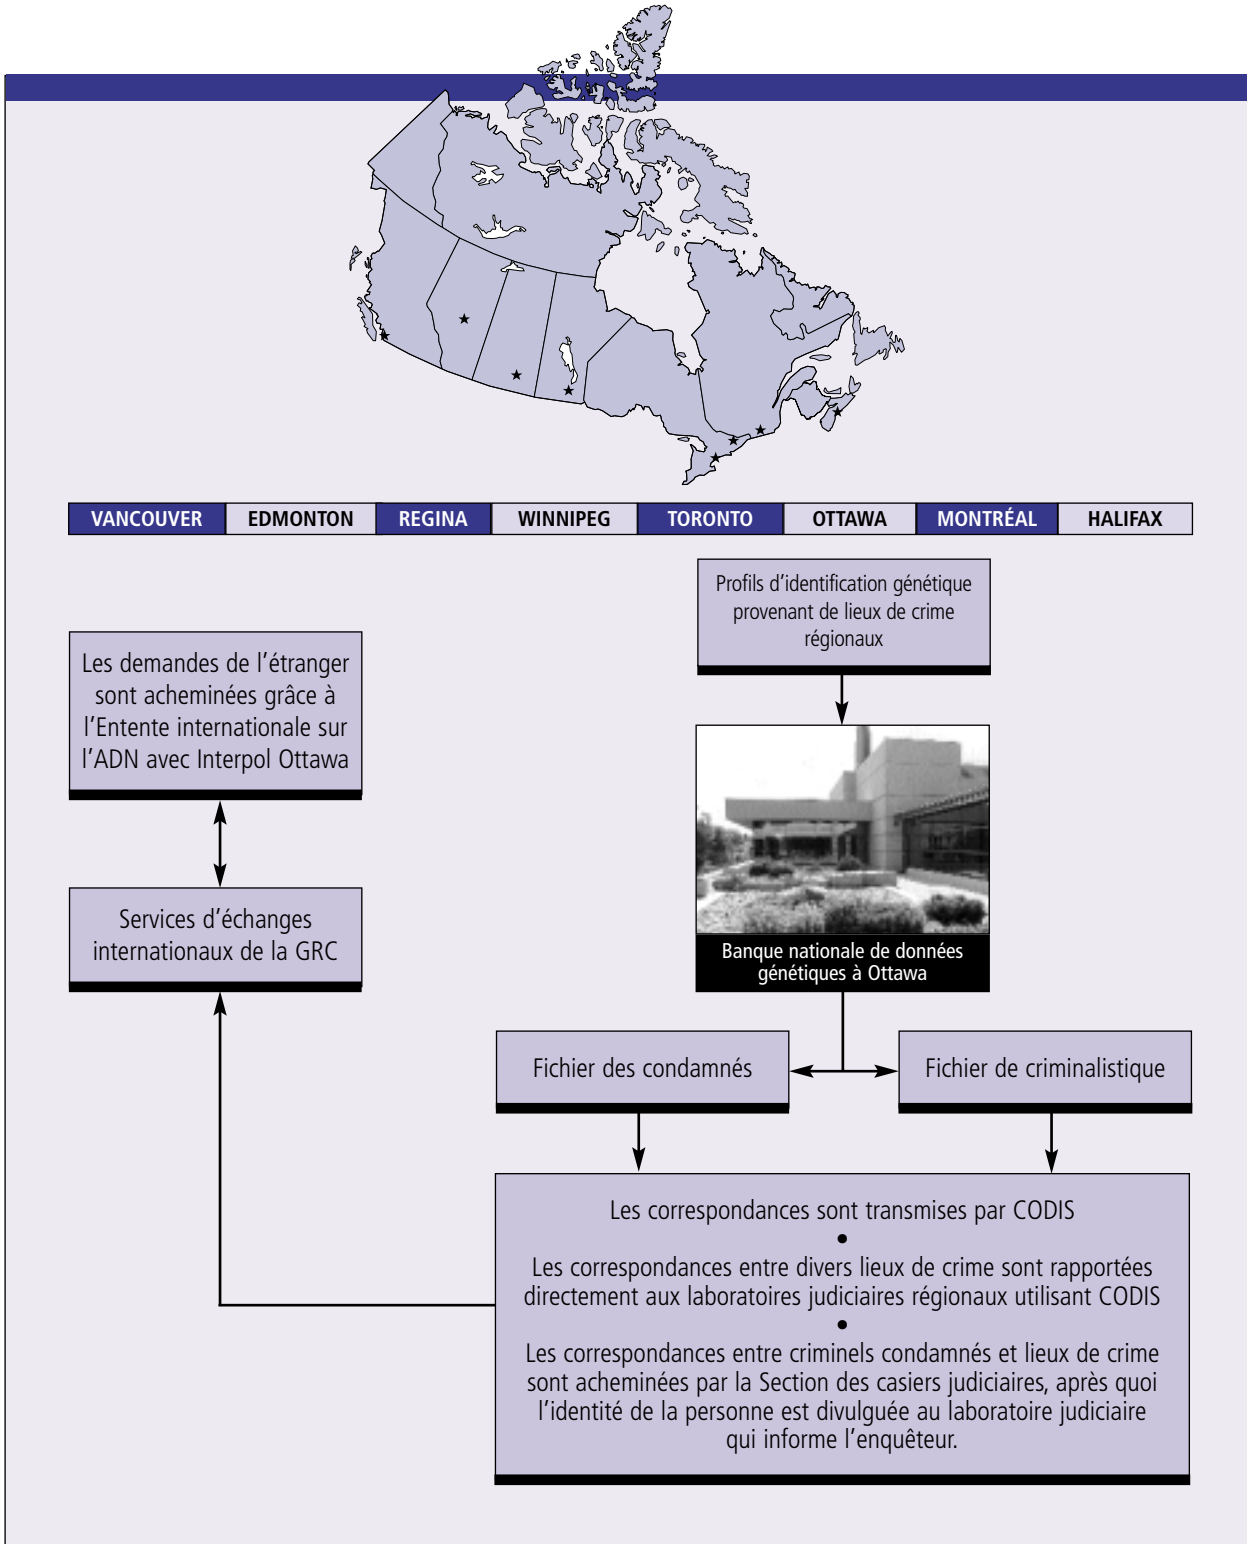 VANCOUVER EDMONTON REGINA WINNIPEG TORONTO OTTAWA MONTRÉAL HALIFAX
Profils d'identification génétique
provenant de lieux de crime
régionaux
Les demandes de l'étranger
sont acheminées grâce à
l'Entente internationale sur
l'ADN avec Interpol Ottawa
Services d'échanges
internationaux de la GRC
Banque nationale de données
génétiques à Ottawa
Fichier des condamnés
Fichier de criminalistique
Les correspondances sont transmises par CODIS
•
Les correspondances entre divers lieux de crime sont rapportées
directement aux laboratoires judiciaires régionaux utilisant CODIS
•
Les correspondances entre criminels condamnés et lieux de crime
sont acheminées par la Section des casiers judiciaires, après quoi
l'identité de la personne est divulguée au laboratoire judiciaire
qui informe l'enquêteur.